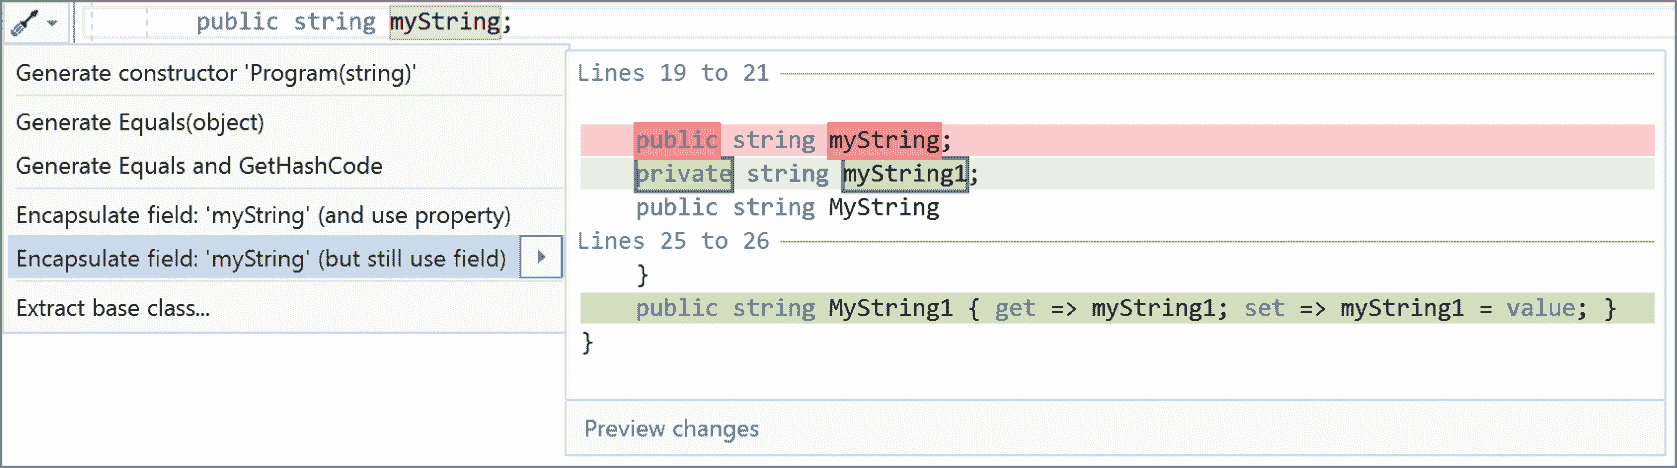 public string myString;
Generate constructor 'Program(string)'
Generate Equals(object)
Generate Equals and GetHashCode
Encapsulate field: 'myString' (and use property)
Encapsulate field: 'myString' (but still use field)
Extract base class...
Lines 19 to 21
public string myString;
private string myString1;
public string MyString
Lines 25 to 26
}
public string MyString1 { get => myString1; set => myString1 = value; }
}
Preview changes